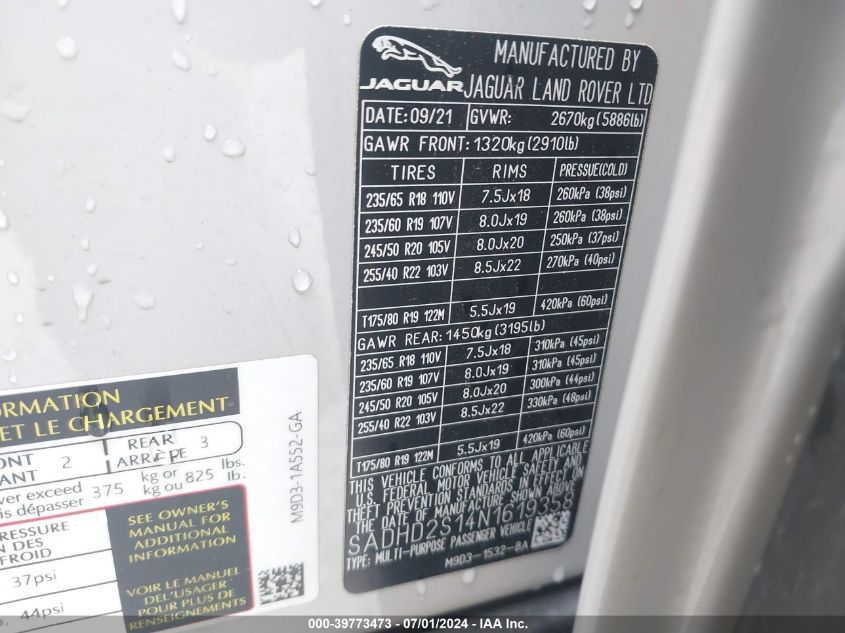 JAGUAR
MANUFACTURED BY
JAGUAR LAND ROVER LTD
DATE: 09/21 GVWR: 2670kg (5886lb)
GAWR FRONT: 1320kg (2910lb)
TIRES RIMS PRESSUE(COLD)
235/65 R18 110V 7.5Jx18 260kPa (38psi)
235/60 R19 107V 8.0Jx19 260kPa (38psi)
245/50 R20 105V 8.0Jx20 250kPa (37psi)
255/40 R22 103V 8.5Jx22 270kPa (40psi)
T175/80 R19 122M 5.5Jx19 420kPa (60psi)
GAWR REAR: 1450kg (3195lb)
235/65 R18 110V 7.5Jx18 310kPa (45psi)
235/60 R19 107V 8.0Jx19 310kPa (45psi)
245/50 R20 105V 8.0Jx20 300kPa (44psi)
255/40 R22 103V 8.5Jx22 330kPa (48psi)
T175/80 R19 122M 5.5Jx19 420kPa (60psi)
THIS VEHICLE CONFORMS TO ALL APPLICABLE
U.S. FEDERAL MOTOR VEHICLE SAFETY AND
THEFT PREVENTION STANDARDS IN EFFECT
ON THE DATE OF MANUFACTURE SHOWN ABOVE
SADHD2S14N1619358
TYPE: MULTI-PURPOSE PASSENGER VEHICLE
M9D3-1532-BA
ORMATION
ET LE CHARGEMENT
ONT 2 REAR 3
ANT ARRIÈRE
ver exceed 375 kg or 825 lbs.
is dépasser kg ou lb.
RESSURE
N DES
FROID
37psi
44psi
SEE OWNER'S
MANUAL FOR
ADDITIONAL
INFORMATION
VOIR LE MANUEL
DE L'USAGER
POUR PLUS DE
RENSEIGNEMENTS
M9D3-1A552-GA
000-39773473 - 07/01/2024 - IAA Inc.